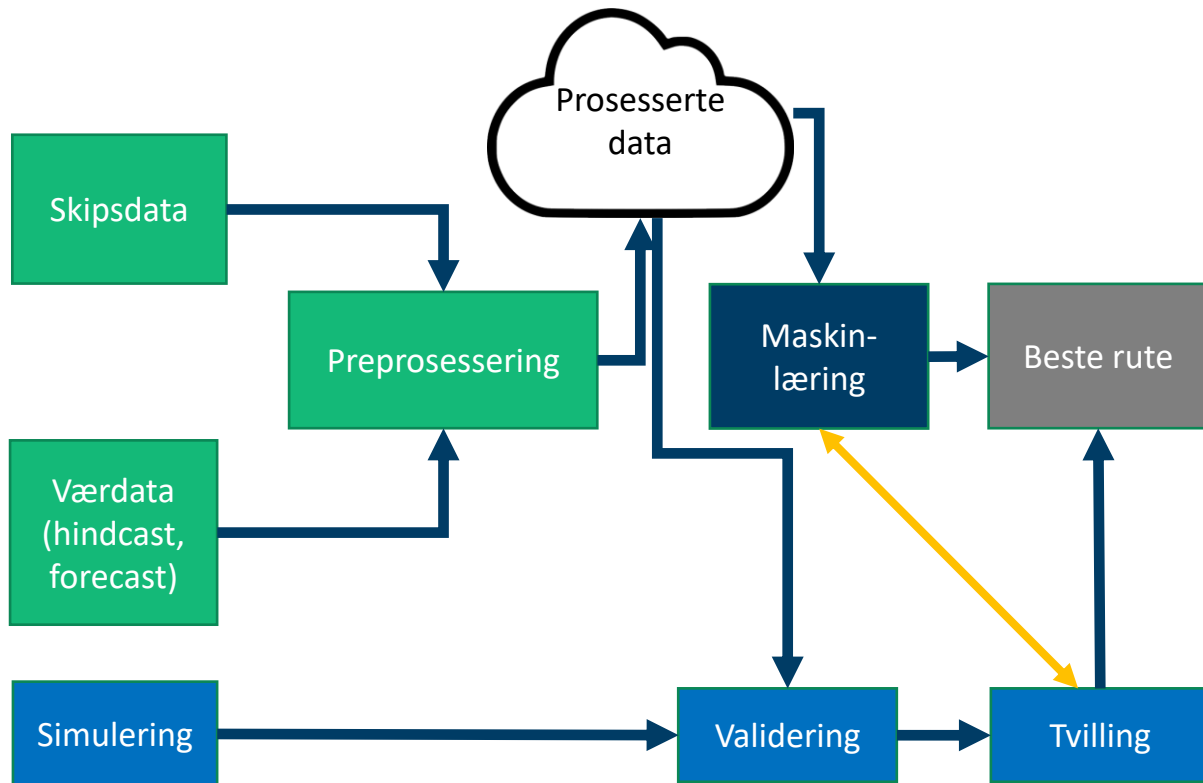 Prosesserte
data
Skipsdata
Preprosessering
Maskin-
læring
Beste rute
Værdata
(hindcast,
forecast)
Simulering
Validering
Tvilling